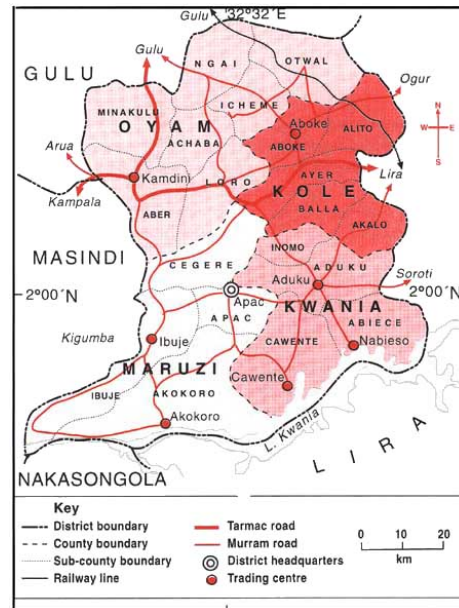 Gulu
32°32′E
Gulu
NGAI
OTWAL
GULU
Ogur
ICHEME
MINAKULU
Aboke
ALITO
OYAM
ABOKE
Arua
ACHABA
AYER
Lira
Kamdini
LORO
KOLE
Kampala
BALLA
ABER
AKALO
MASINDI
INOMO
CEGERE
ADUKU
Soroti
Aduku
2°00′N
2°00′N
Apac
KWANIA
APAC
ABIECE
Kigumba
Ibuje
CAWENTE
Nabieso
MARUZI
Cawente
IBUJE
AKOKORO
L. Kwania
Akokoro
LIRA
NAKASONGOLA
N
W
E
S
Key
District boundary
County boundary
Sub-county boundary
Railway line
Tarmac road
Murram road
District headquarters
Trading centre
0 10 20
km